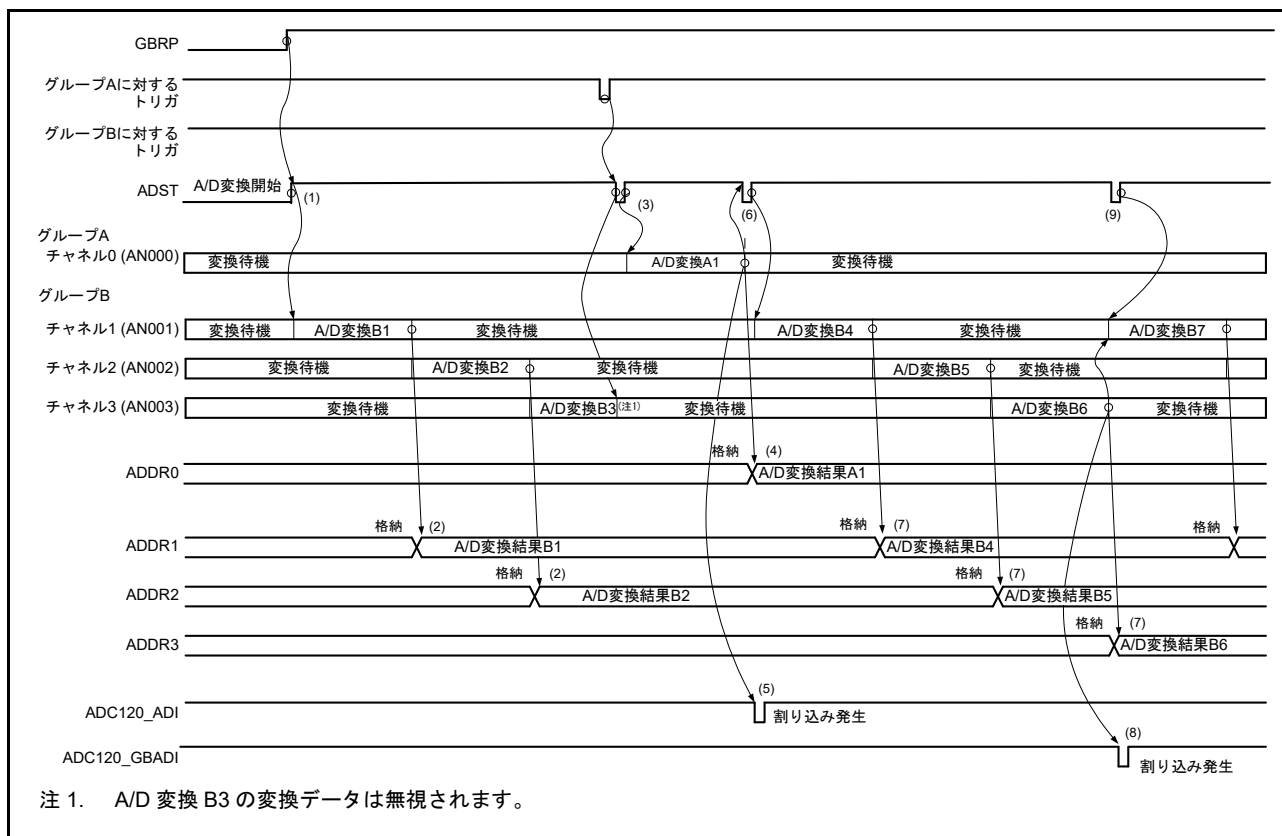 GBRP
グループAに対する
トリガ
グループBに対する
トリガ
ADST A/D変換開始 (1) (3) (6) (9)
グループA
チャネル0 (AN000) 変換待機 A/D変換A1 変換待機
グループB
チャネル1 (AN001) 変換待機 A/D変換B1 変換待機 A/D変換B4 変換待機 A/D変換B7
チャネル2 (AN002) 変換待機 A/D変換B2 変換待機 A/D変換B5 変換待機
チャネル3 (AN003) 変換待機 A/D変換B3(注1) 変換待機 A/D変換B6 変換待機
格納 (4)
ADDR0 A/D変換結果A1
格納 (2) 格納 (7) 格納
ADDR1 A/D変換結果B1 A/D変換結果B4
格納 (2) 格納 (7)
ADDR2 A/D変換結果B2 A/D変換結果B5
格納 (7)
ADDR3 A/D変換結果B6
(5)
ADC120_ADI 割り込み発生
(8)
ADC120_GBADI 割り込み発生
注 1. A/D 変換 B3 の変換データは無視されます。